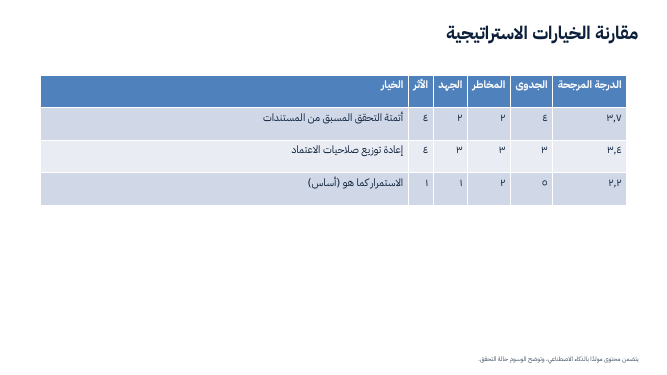 مقارنة الخيارات الاستراتيجية
الدرجة المرجحة الجدوى المخاطر الجهد الأثر الخيار
٣,٧ ٤ ٢ ٢ ٤ أتمتة التحقق المسبق من المستندات
٣,٤ ٣ ٣ ٣ ٤ إعادة توزيع صلاحيات الاعتماد
٢,٢ ٥ ٢ ١ ١ الاستمرار كما هو (أساس)
يتضمن محتوى مولدًا بالذكاء الاصطناعي، وتوضح الوسوم حالة التحقق.